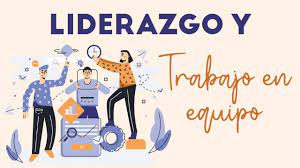 LIDERAZGO Y
Trabajo en
equipo